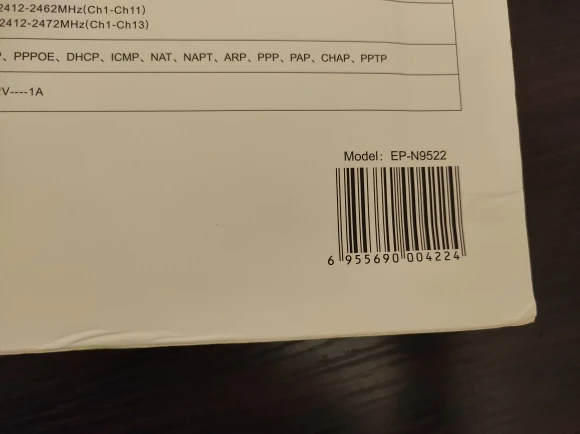 2412-2462MHz(Ch1-Ch11)
2412-2472MHz(Ch1-Ch13)
PPPOE、DHCP、ICMP、NAT、NAPT、ARP、PPP、PAP、CHAP、PPTP
V----1A
Model: EP-N9522
6 955690 004224